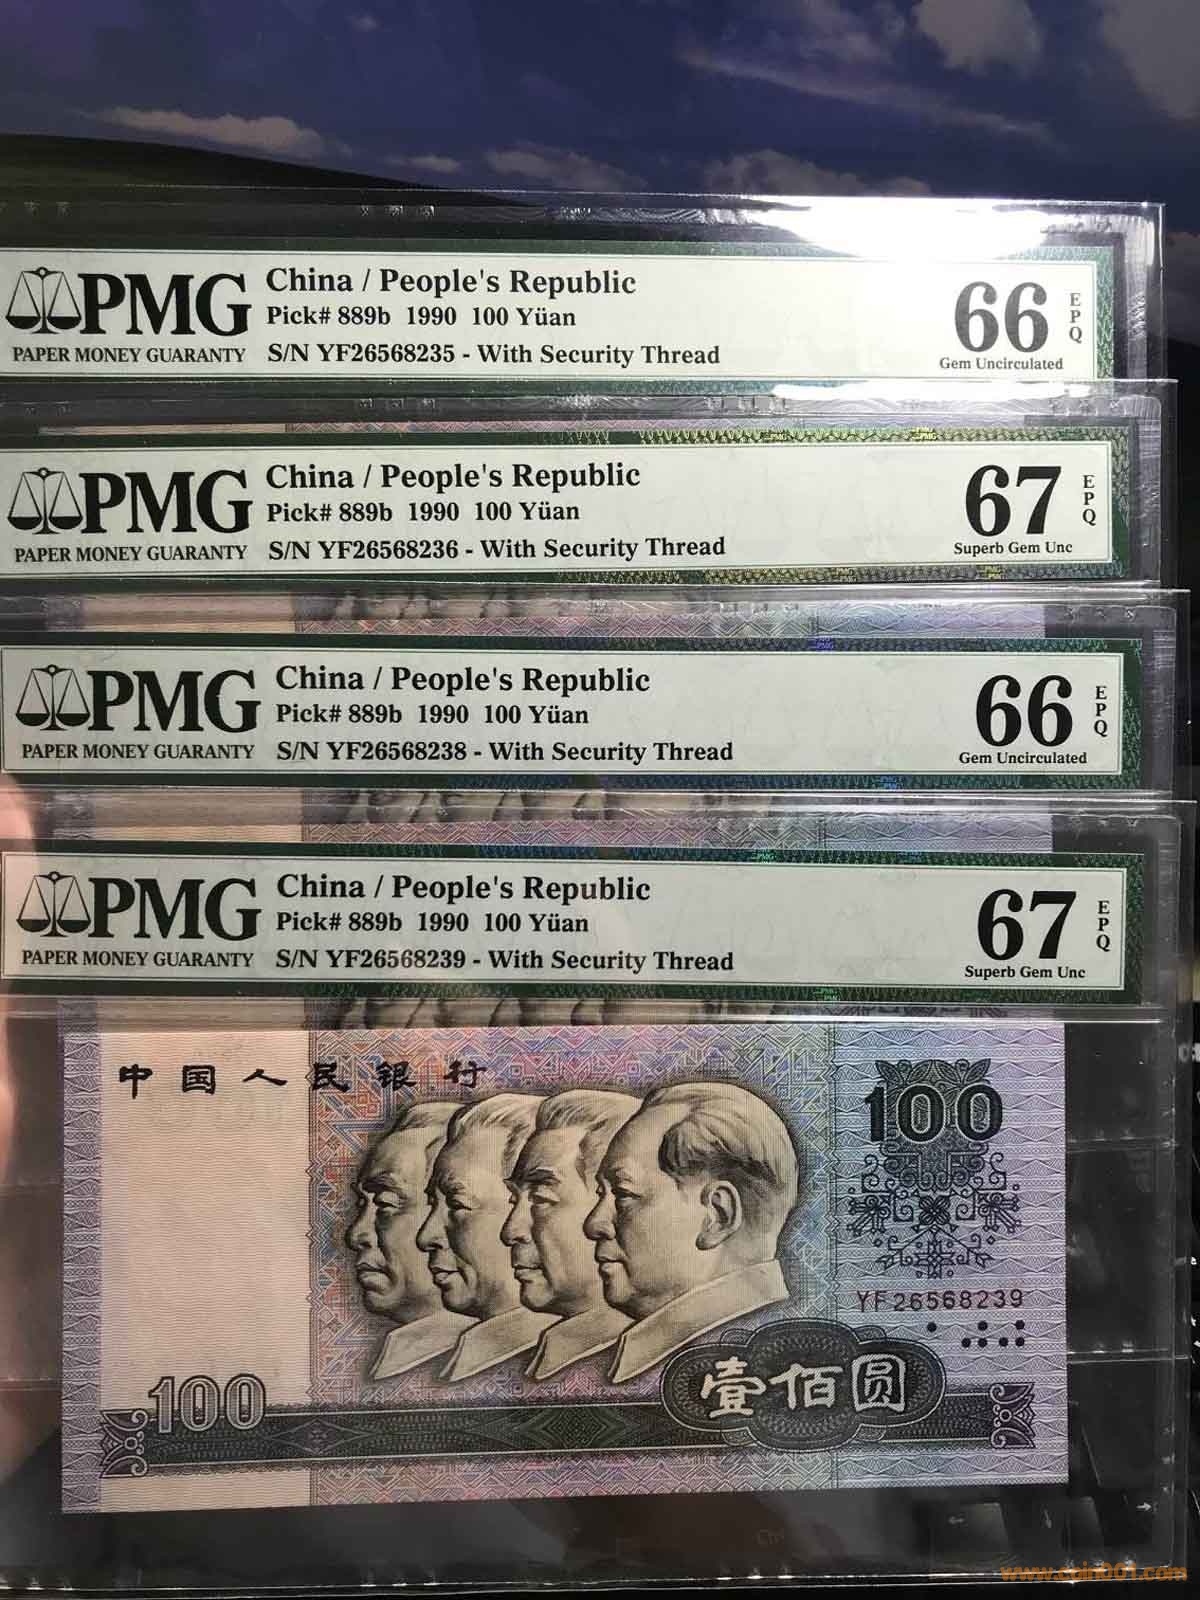 PMG
PAPER MONEY GUARANTY
China / People's Republic
Pick# 889b 1990 100 Yüan
S/N YF26568235 - With Security Thread
66
EPQ
Gem Uncirculated
PMG
PAPER MONEY GUARANTY
China / People's Republic
Pick# 889b 1990 100 Yüan
S/N YF26568236 - With Security Thread
67
EPQ
Superb Gem Unc
PMG
PAPER MONEY GUARANTY
China / People's Republic
Pick# 889b 1990 100 Yüan
S/N YF26568238 - With Security Thread
66
EPQ
Gem Uncirculated
PMG
PAPER MONEY GUARANTY
China / People's Republic
Pick# 889b 1990 100 Yüan
S/N YF26568239 - With Security Thread
67
EPQ
Superb Gem Unc
中国人民银行
100
YF26568239
壹佰圆
100
www.coin001.com